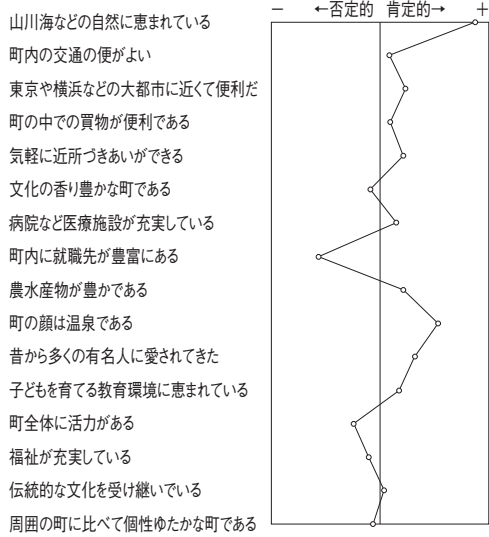 － ←否定的 肯定的→ ＋
山川海などの自然に恵まれている
町内の交通の便がよい
東京や横浜などの大都市に近くて便利だ
町の中での買物が便利である
気軽に近所づきあいができる
文化の香り豊かな町である
病院など医療施設が充実している
町内に就職先が豊富にある
農水産物が豊かである
町の顔は温泉である
昔から多くの有名人に愛されてきた
子どもを育てる教育環境に恵まれている
町全体に活力がある
福祉が充実している
伝統的な文化を受け継いでいる
周囲の町に比べて個性ゆたかな町である